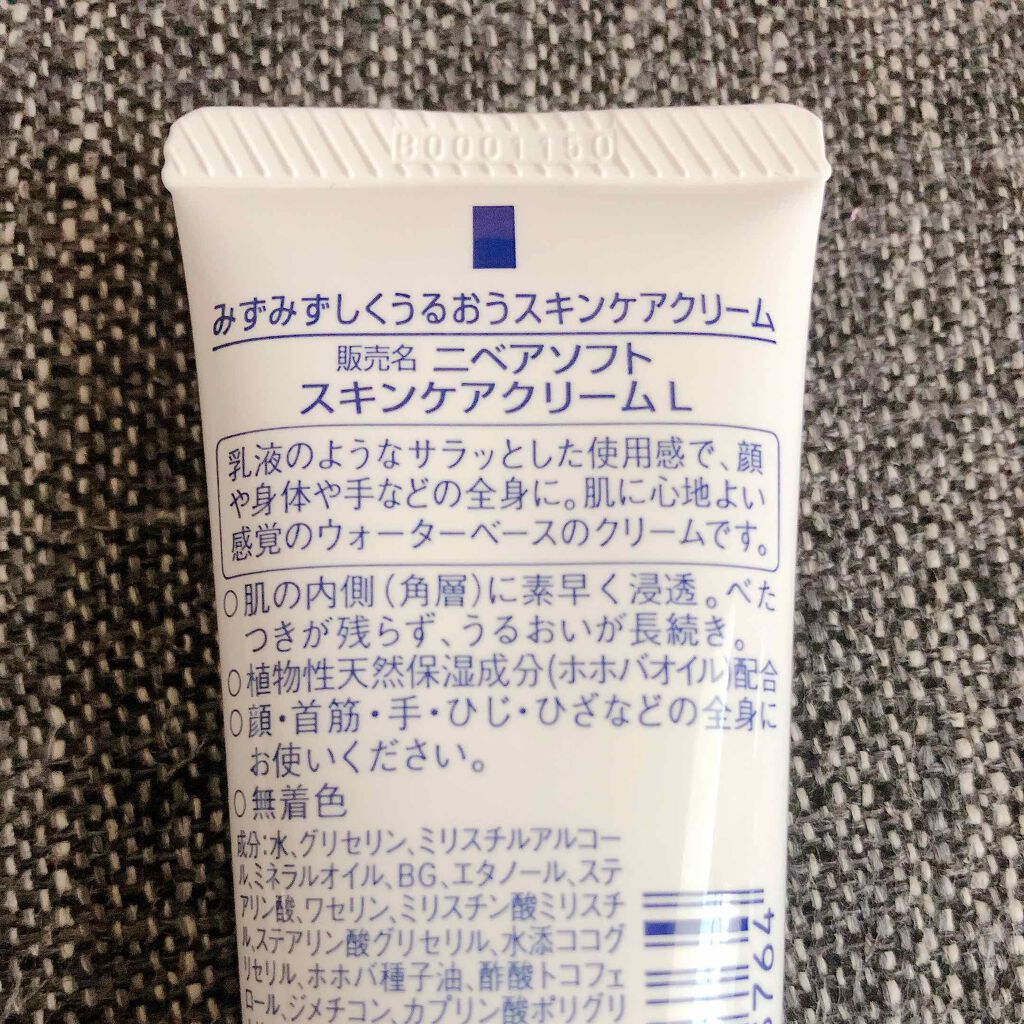 B0001150
みずみずしくうるおうスキンケアクリーム
販売名 ニベアソフト
スキンケアクリームL
乳液のようなサラッとした使用感で、顔
や身体や手などの全身に。肌に心地よい
感覚のウォーターベースのクリームです。
○肌の内側(角層)に素早く浸透。べた
つきが残らず、うるおいが長続き。
○植物性天然保湿成分(ホホバオイル)配合
○顔・首筋・手・ひじ・ひざなどの全身に
お使いください。
○無着色
成分:水、グリセリン、ミリスチルアルコー
ル、ミネラルオイル、BG、エタノール、ステ
アリン酸、ワセリン、ミリスチン酸ミリスチ
ル、ステアリン酸グリセリル、水添ココグ
リセリル、ホホバ種子油、酢酸トコフェ
ロール、ジメチコン、カプリン酸ポリグリ